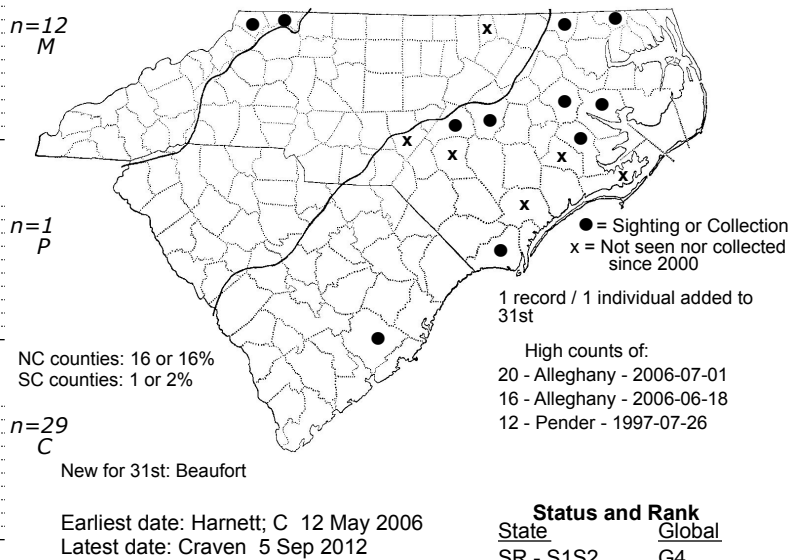 n=12
M
● = Sighting or Collection
x = Not seen nor collected
since 2000
n=1
P
1 record / 1 individual added to
31st
NC counties: 16 or 16%
SC counties: 1 or 2%
High counts of:
20 - Alleghany - 2006-07-01
16 - Alleghany - 2006-06-18
12 - Pender - 1997-07-26
n=29
C
New for 31st: Beaufort
Earliest date: Harnett; C 12 May 2006
Latest date: Craven 5 Sep 2012
Status and Rank
State Global
SR - S1S2 G4